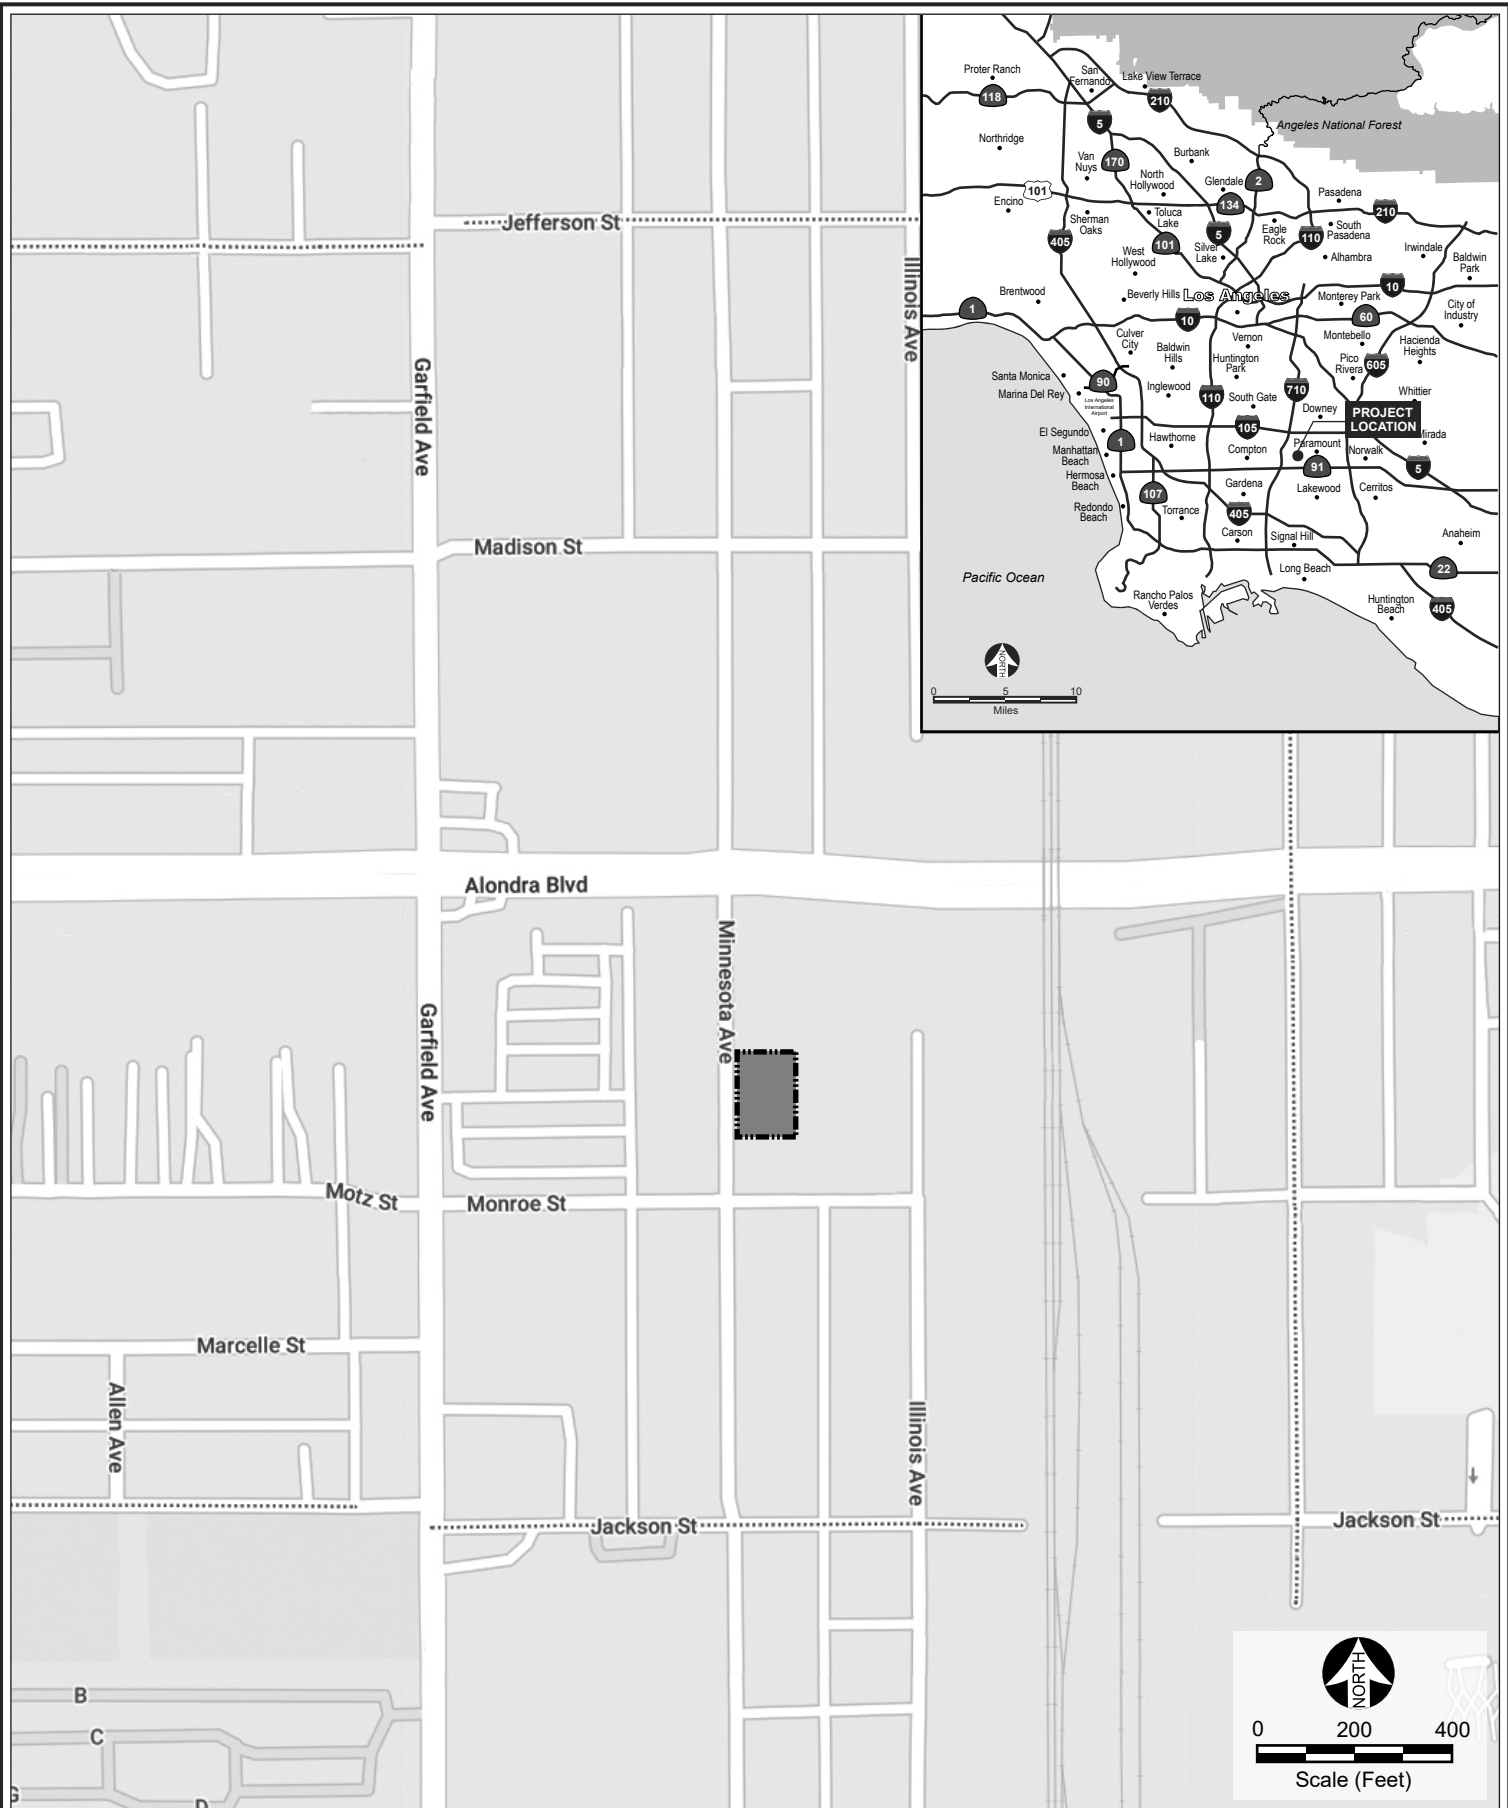 Proter Ranch
San
Fernando
Lake View Terrace
118
210
5
Angeles National Forest
Northridge
Van
Nuys
170
Burbank
North
Hollywood
Glendale
2
101
Encino
134
Pasadena
210
Sherman
Oaks
Toluca
Lake
Eagle
Rock
South
Pasadena
405
101
5
110
Silver
Lake
Irwindale
West
Hollywood
Alhambra
Baldwin
Park
Brentwood
Beverly Hills
Los Angeles
Monterey Park
10
1
10
60
City of
Industry
Culver
City
Vernon
Montebello
Baldwin
Hills
Huntington
Park
Hacienda
Heights
Pico
Rivera
605
Santa Monica
90
Marina Del Rey
Inglewood
110
710
Whittier
Los Angeles
International
Airport
South Gate
Downey
PROJECT
LOCATION
105
El Segundo
1
Hawthorne
Mirada
Manhattan
Beach
Compton
Paramount
Norwalk
91
5
Hermosa
Beach
107
Gardena
Lakewood
Cerritos
Redondo
Beach
Torrance
405
Carson
Signal Hill
Anaheim
Pacific Ocean
Long Beach
22
Rancho Palos
Verdes
Huntington
Beach
405
NORTH
0 5 10
Miles
Jefferson St
Illinois Ave
Garfield Ave
Madison St
Alondra Blvd
Minnesota Ave
Garfield Ave
Motz St
Monroe St
Marcelle St
Allen Ave
Illinois Ave
Jackson St
Jackson St
B
C
G
D
NORTH
0 200 400
Scale (Feet)